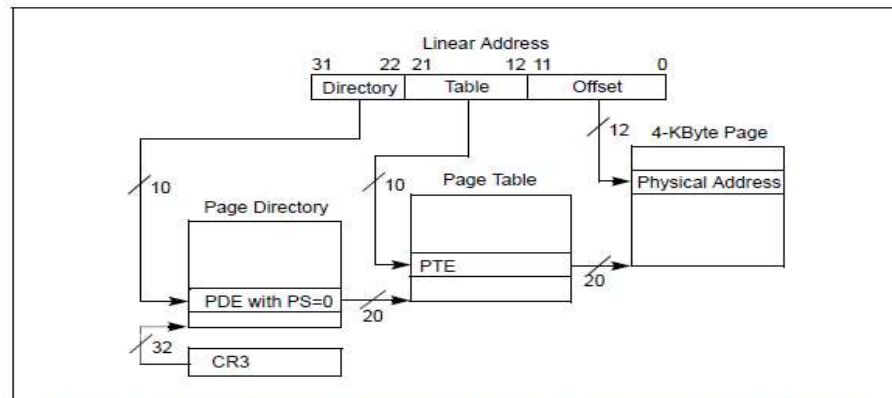 Linear Address
31 22 21 12 11 0
Directory Table Offset
12 4-KByte Page
10 10 Page Table Physical Address
Page Directory
PTE
20
PDE with PS=0
20
32
CR3